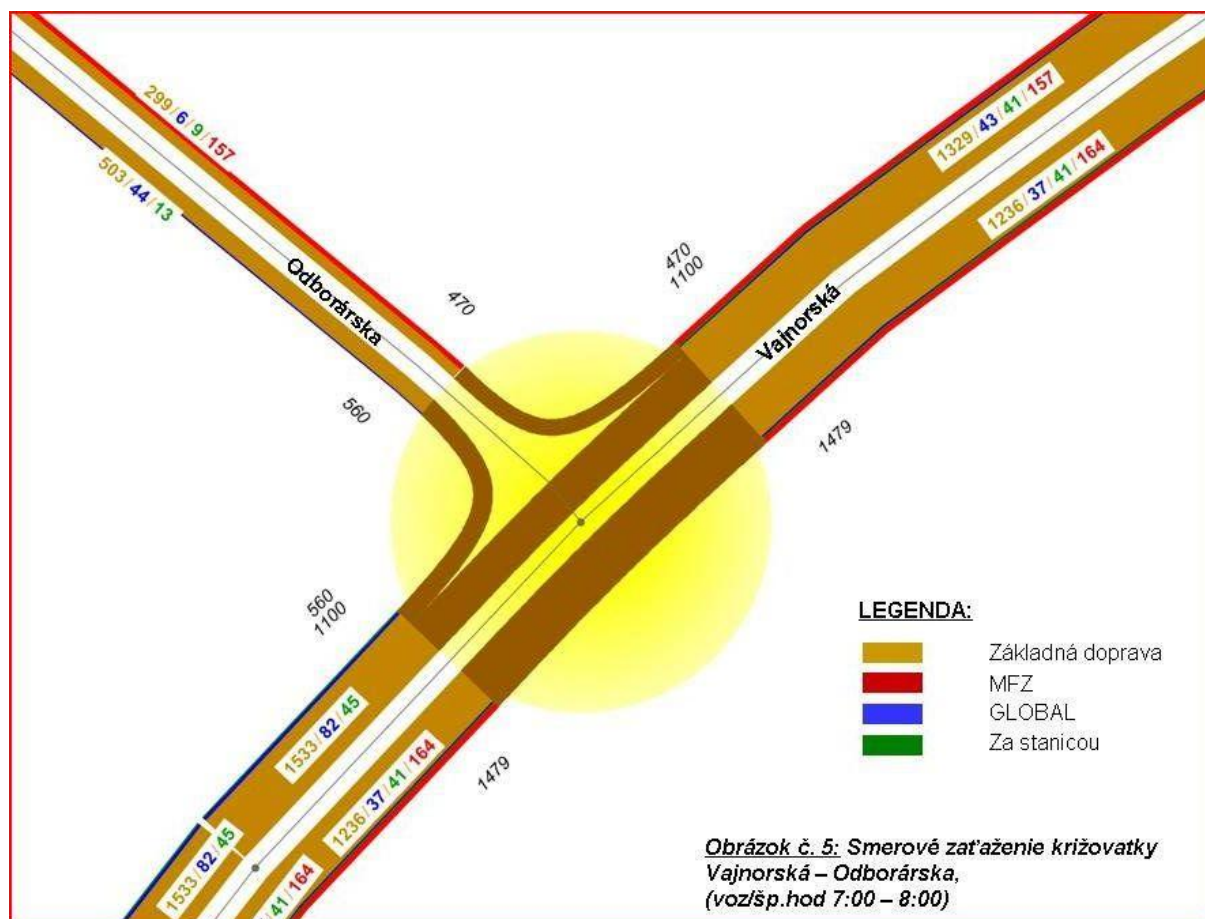 299/6/9/157
503/44/13
Odborárska
470
560
470
1100
1329/43/41/157
1236/37/41/164
Vajnorská
1479
560
1100
1533/82/45
1236/37/41/164
1479
1533/82/45
41/164
LEGENDA:
Základná doprava
MFZ
GLOBAL
Za stanicou
Obrázok č. 5: Smerové zaťaženie križovatky
Vajnorská – Odborárska,
(voz/šp.hod 7:00 – 8:00)